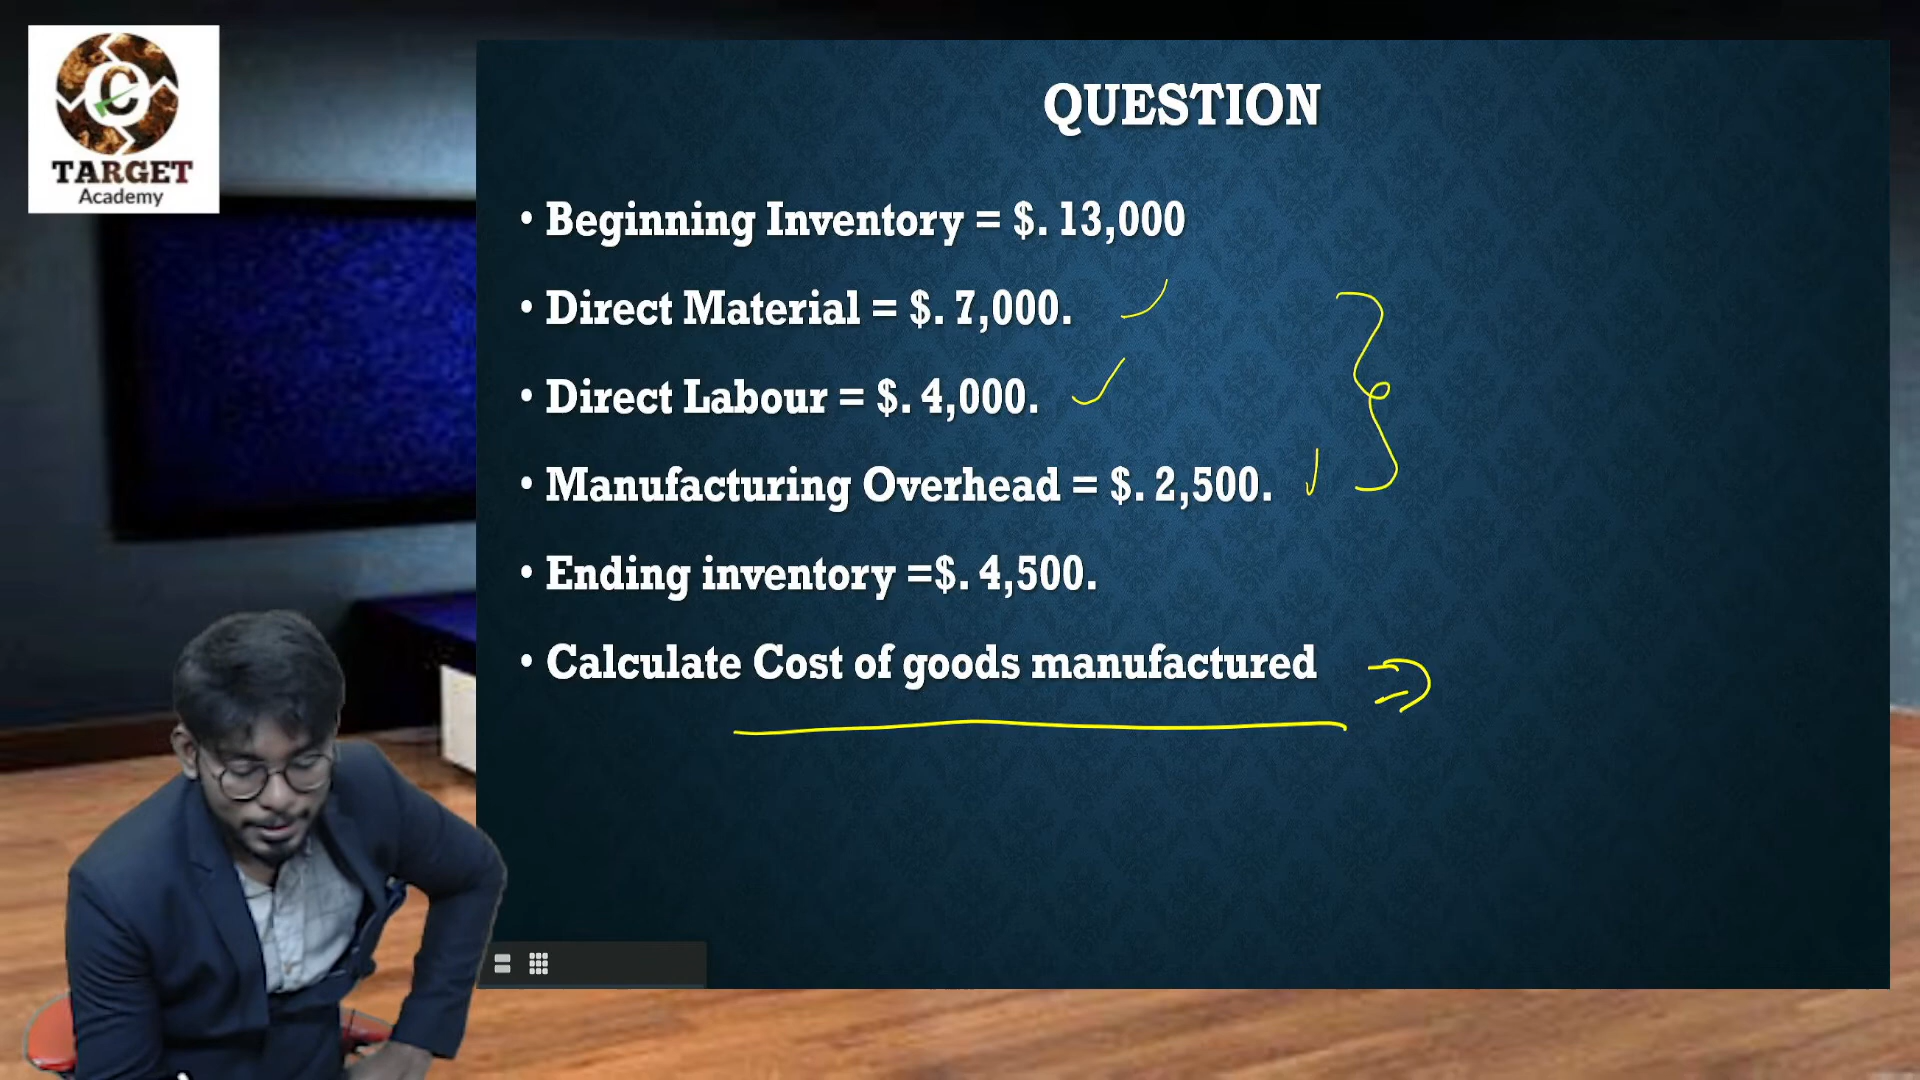 TARGET
Academy
QUESTION
• Beginning Inventory = $. 13,000
• Direct Material = $. 7,000.
• Direct Labour = $. 4,000.
• Manufacturing Overhead = $. 2,500.
• Ending inventory =$. 4,500.
• Calculate Cost of goods manufactured